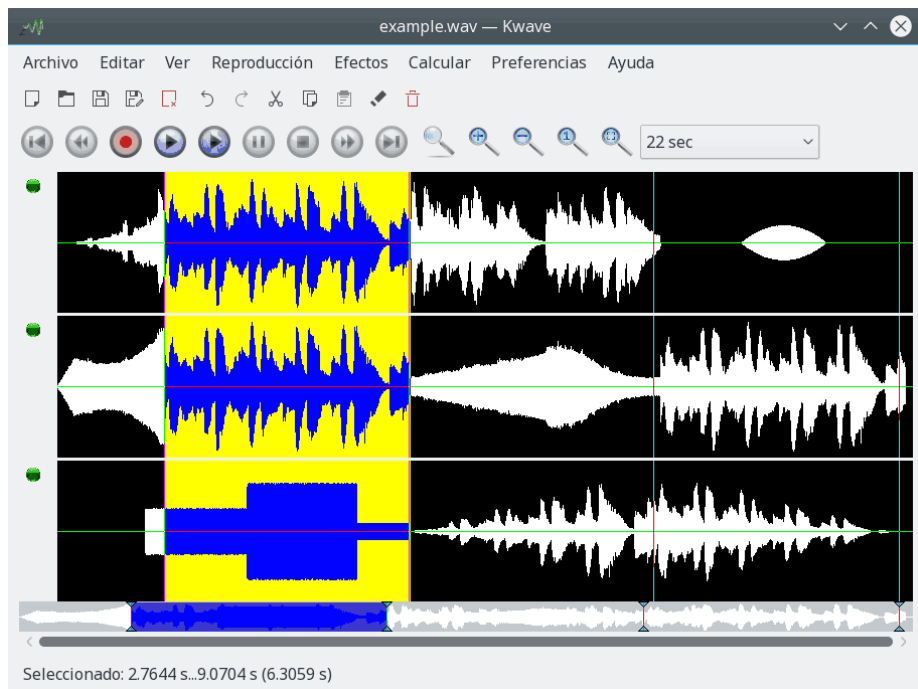 example.wav — Kwave
Archivo Editar Ver Reproducción Efectos Calcular Preferencias Ayuda
22 sec
Seleccionado: 2.7644 s...9.0704 s (6.3059 s)